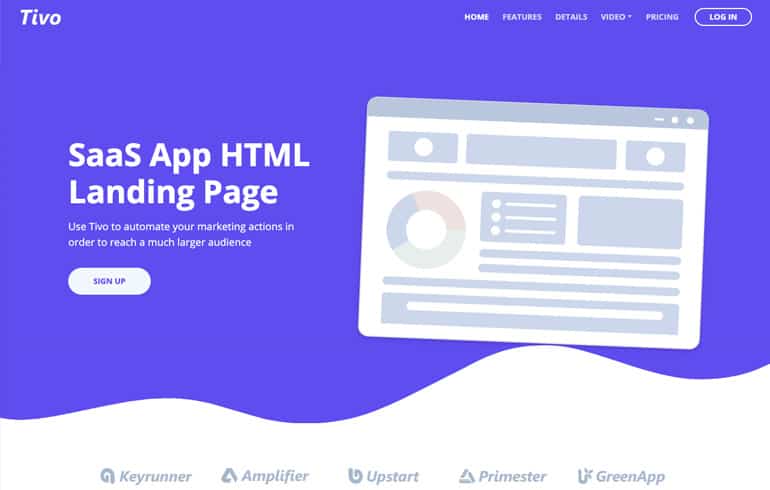 Tivo
HOME FEATURES DETAILS VIDEO PRICING LOG IN
SaaS App HTML
Landing Page
Use Tivo to automate your marketing actions in
order to reach a much larger audience
SIGN UP
Keyrunner Amplifier Upstart Primester GreenApp